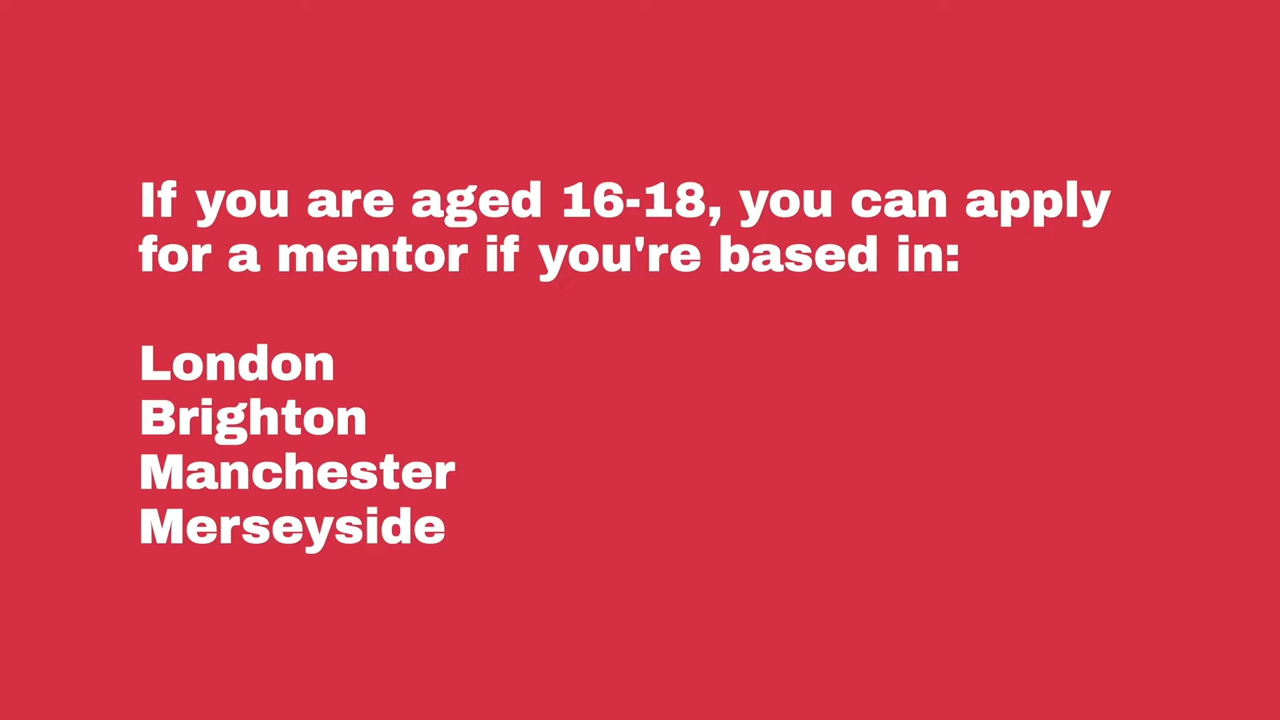 If you are aged 16-18, you can apply
for a mentor if you're based in:
London
Brighton
Manchester
Merseyside